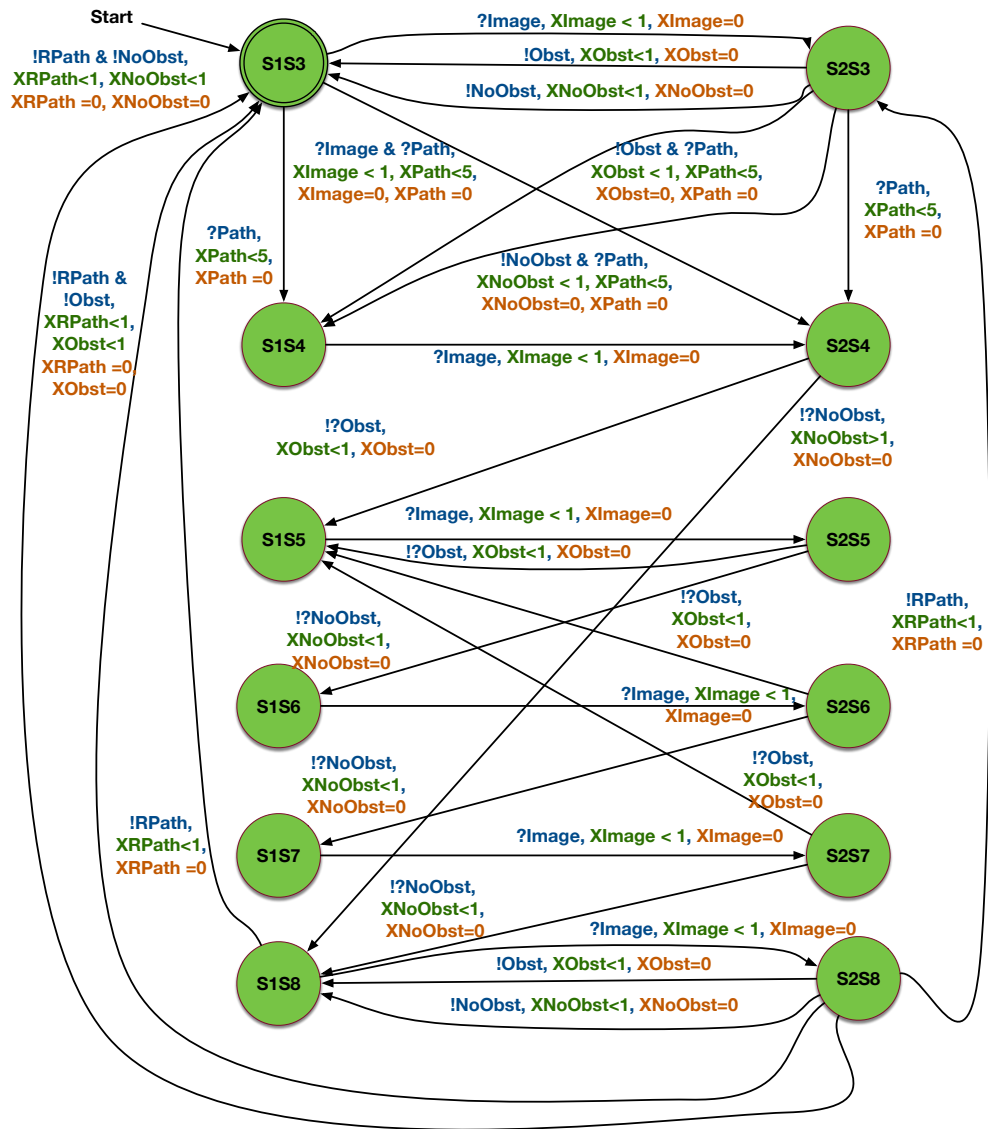 Start
?Image, XImage < 1, XImage=0
!RPath & !NoObst,
XRPath<1, XNoObst<1
XRPath =0, XNoObst=0
S1S3
!Obst, XObst<1, XObst=0
S2S3
!NoObst, XNoObst<1, XNoObst=0
?Image & ?Path,
XImage < 1, XPath<5,
XImage=0, XPath =0
!Obst & ?Path,
XObst < 1, XPath<5,
XObst=0, XPath =0
?Path,
XPath<5,
XPath =0
?Path,
XPath<5,
XPath =0
!NoObst & ?Path,
XNoObst < 1, XPath<5,
XNoObst=0, XPath =0
!RPath &
!Obst,
XRPath<1,
XObst<1
XRPath =0,
XObst=0
S1S4
S2S4
?Image, XImage < 1, XImage=0
!?Obst,
XObst<1, XObst=0
!?NoObst,
XNoObst>1,
XNoObst=0
?Image, XImage < 1, XImage=0
S1S5
S2S5
!?Obst, XObst<1, XObst=0
!?NoObst,
XNoObst<1,
XNoObst=0
!?Obst,
XObst<1,
XObst=0
!RPath,
XRPath<1,
XRPath =0
S1S6
?Image, XImage < 1,
XImage=0
S2S6
!?NoObst,
XNoObst<1,
XNoObst=0
!?Obst,
XObst<1,
XObst=0
!RPath,
XRPath<1,
XRPath =0
S1S7
?Image, XImage < 1, XImage=0
S2S7
!?NoObst,
XNoObst<1,
XNoObst=0
?Image, XImage < 1, XImage=0
S1S8
!Obst, XObst<1, XObst=0
S2S8
!NoObst, XNoObst<1, XNoObst=0